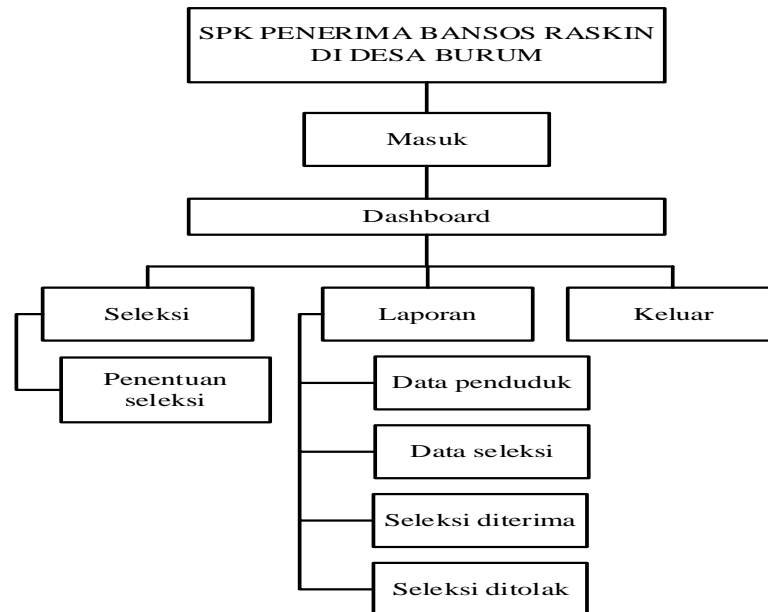 SPK PENERIMA BANSOS RASKIN
DI DESA BURUM
Masuk
Dashboard
Seleksi
Laporan
Keluar
Penentuan
seleksi
Data penduduk
Data seleksi
Seleksi diterima
Seleksi ditolak